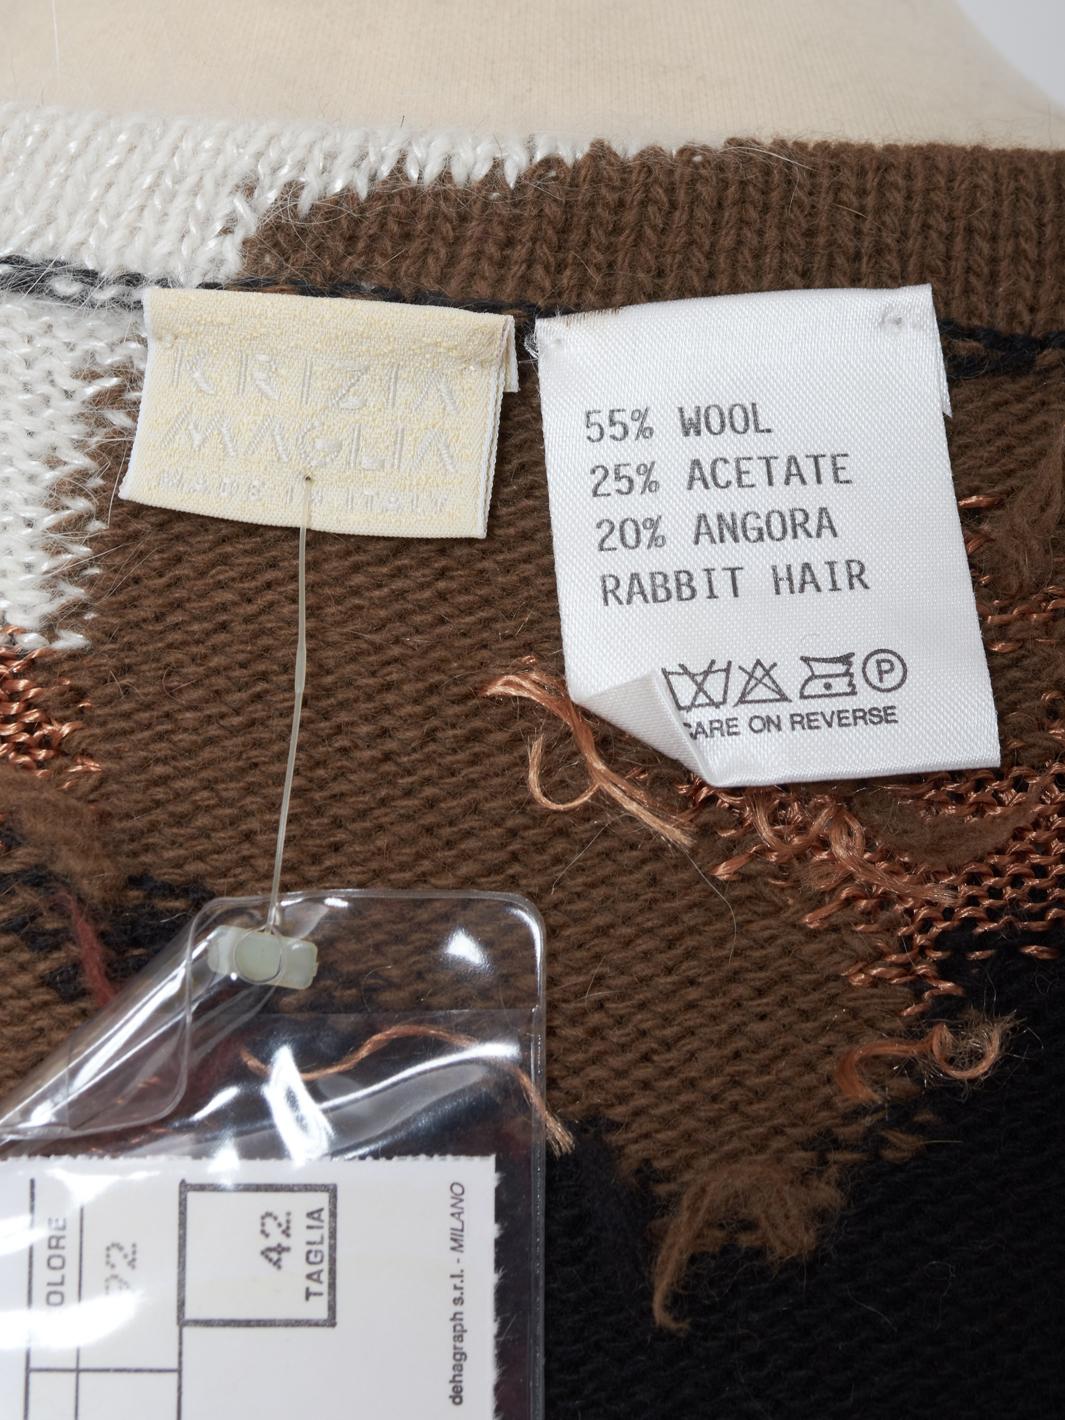 KRIZIA
MAGLIA
MADE IN ITALY
55% WOOL
25% ACETATE
20% ANGORA
RABBIT HAIR
P
CARE ON REVERSE
OLORE
42
TAGLIA
dehagraph s.r.l. - MILANO